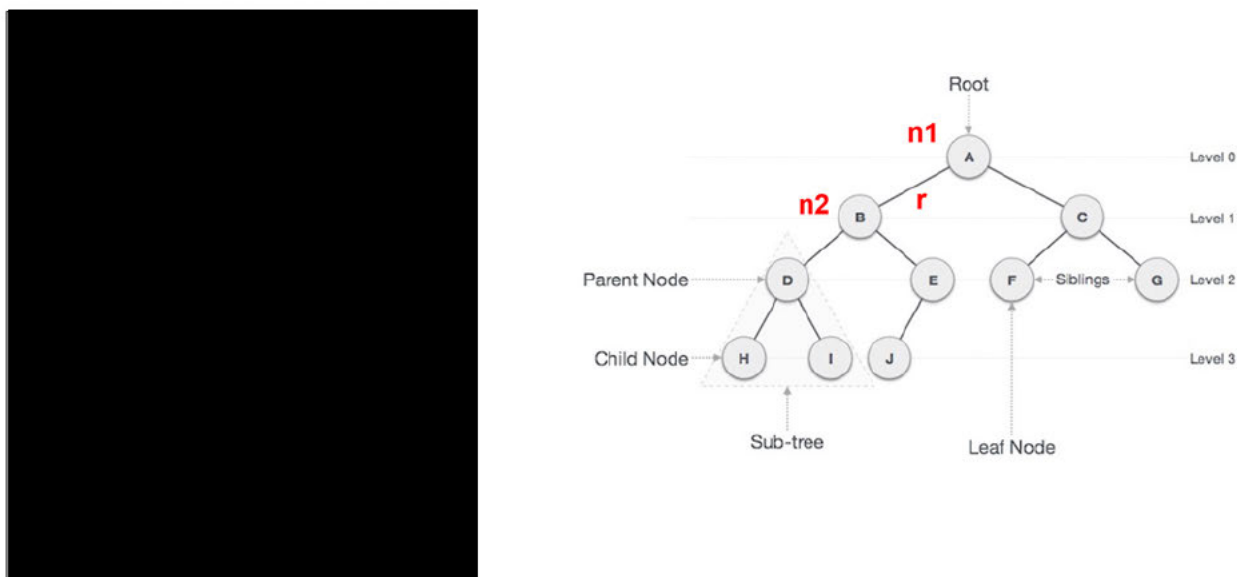 Root
n1
A
Level 0
n2
B
r
C
Level 1
Parent Node
D
E
F
Siblings
G
Level 2
Child Node
H
I
J
Level 3
Sub-tree
Leaf Node